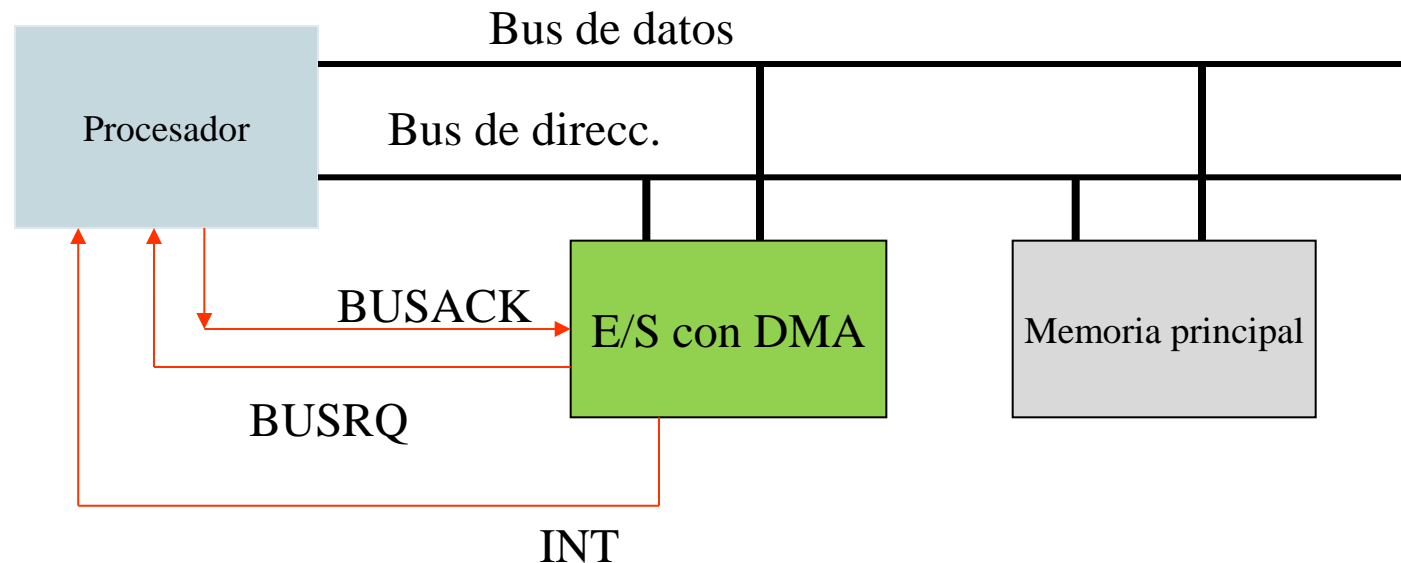 Bus de datos
Procesador
Bus de direcc.
BUSACK
E/S con DMA
Memoria principal
BUSRQ
INT